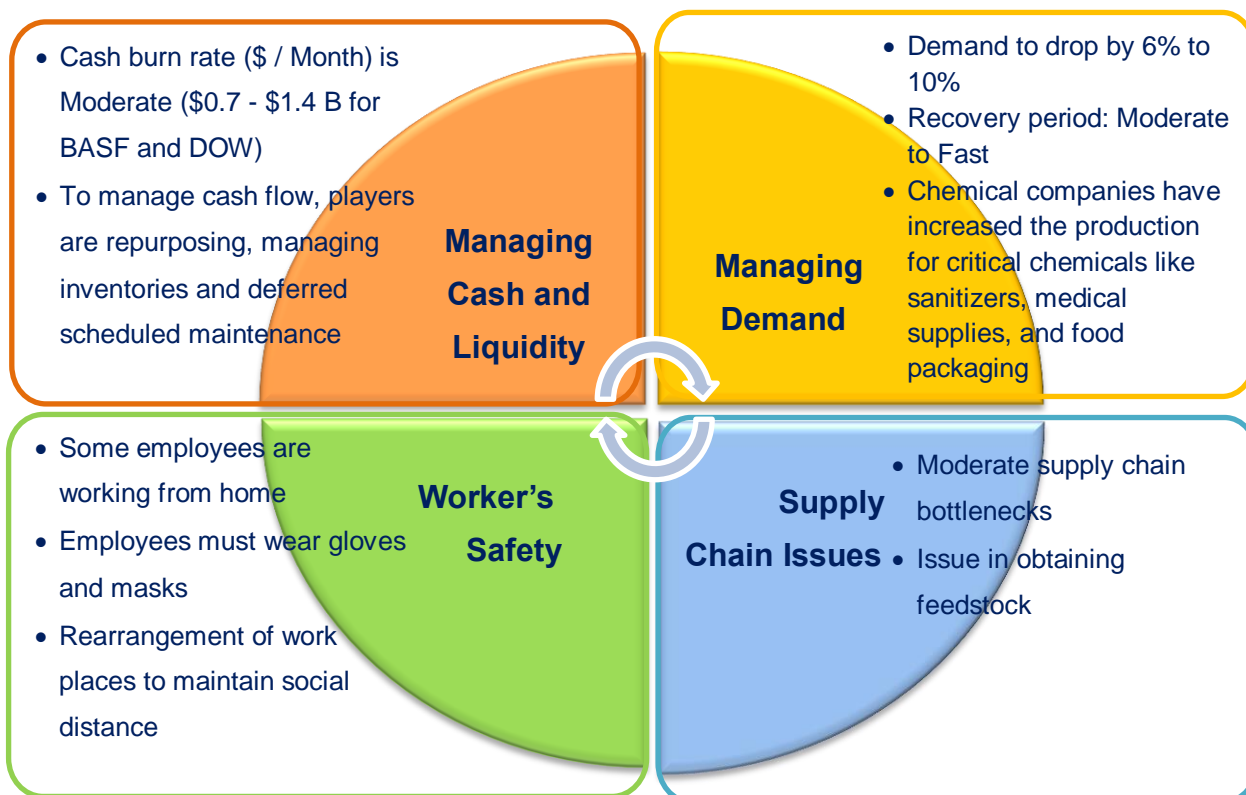 • Cash burn rate ($ / Month) is
Moderate ($0.7 - $1.4 B for
BASF and DOW)
• To manage cash flow, players
are repurposing, managing
inventories and deferred
scheduled maintenance
Managing
Cash and
Liquidity
• Demand to drop by 6% to
10%
• Recovery period: Moderate
to Fast
• Chemical companies have
increased the production
for critical chemicals like
sanitizers, medical
supplies, and food
packaging
Managing
Demand
• Some employees are
working from home
• Employees must wear gloves
and masks
• Rearrangement of work
places to maintain social
distance
Worker’s
Safety
Supply
Chain Issues
• Moderate supply chain
bottlenecks
• Issue in obtaining
feedstock